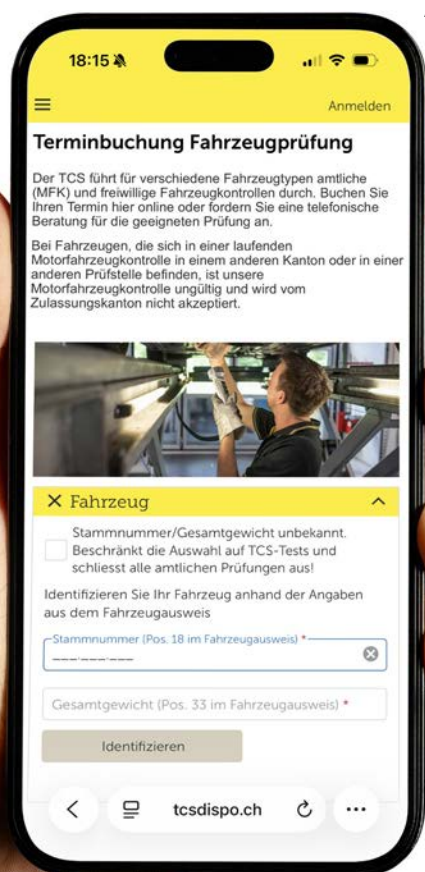 18:15
Anmelden
Terminbuchung Fahrzeugprüfung
Der TCS führt für verschiedene Fahrzeugtypen amtliche
(MFK) und freiwillige Fahrzeugkontrollen durch. Buchen Sie
Ihren Termin hier online oder fordern Sie eine telefonische
Beratung für die geeigneten Prüfung an.
Bei Fahrzeugen, die sich in einer laufenden
Motorfahrzeugkontrolle in einem anderen Kanton oder in einer
anderen Prüfstelle befinden, ist unsere
Motorfahrzeugkontrolle ungültig und wird vom
Zulassungskanton nicht akzeptiert.
Fahrzeug
Stammnummer/Gesamtgewicht unbekannt.
Beschränkt die Auswahl auf TCS-Tests und
schliesst alle amtlichen Prüfungen aus!
Identifizieren Sie Ihr Fahrzeug anhand der Angaben
aus dem Fahrzeugausweis
Stammnummer (Pos. 18 im Fahrzeugausweis) *
___.___.___
Gesamtgewicht (Pos. 33 im Fahrzeugausweis) *
Identifizieren
tcsdispo.ch